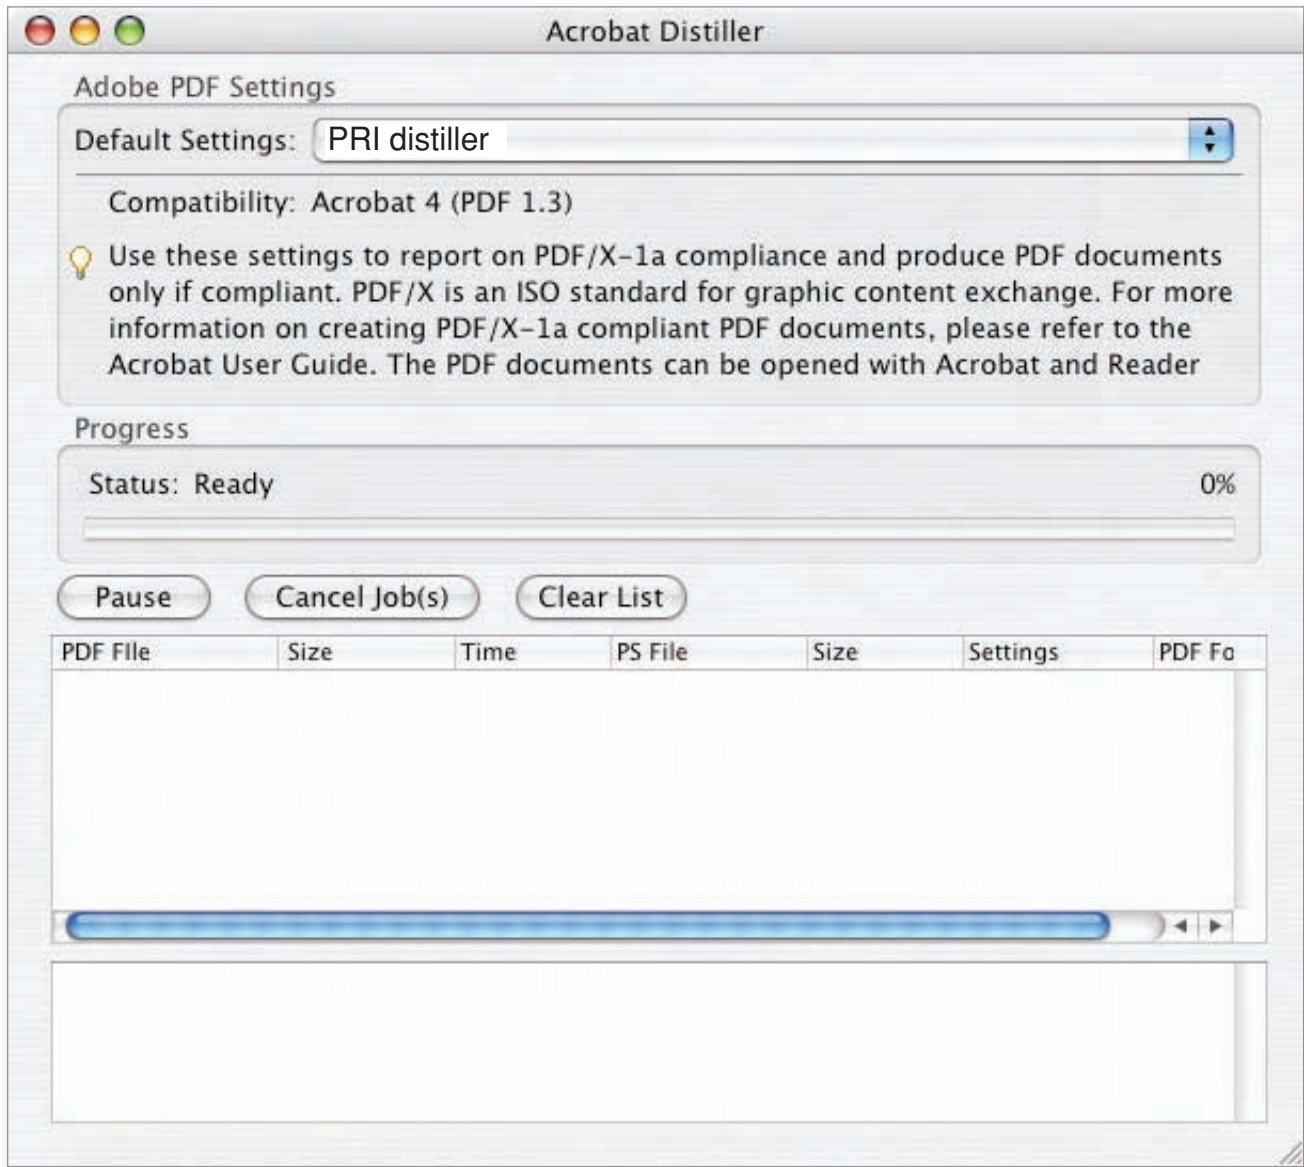 Acrobat Distiller
Adobe PDF Settings
Default Settings: PRI distiller
Compatibility: Acrobat 4 (PDF 1.3)
Use these settings to report on PDF/X-1a compliance and produce PDF documents
only if compliant. PDF/X is an ISO standard for graphic content exchange. For more
information on creating PDF/X-1a compliant PDF documents, please refer to the
Acrobat User Guide. The PDF documents can be opened with Acrobat and Reader
Progress
Status: Ready 0%
Pause Cancel Job(s) Clear List
PDF FIle Size Time PS File Size Settings PDF Fo